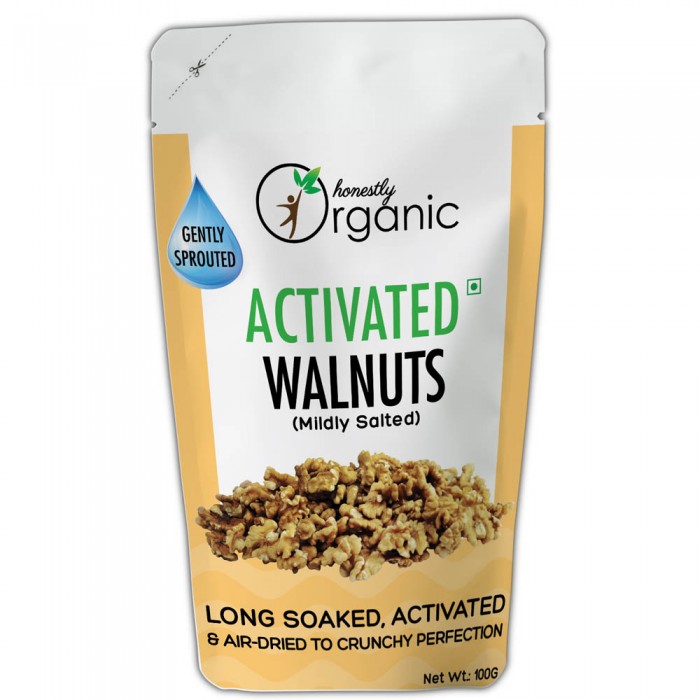 honestly
Organic
GENTLY
SPROUTED
ACTIVATED
WALNUTS
(Mildly Salted)
LONG SOAKED, ACTIVATED
& AIR-DRIED TO CRUNCHY PERFECTION
Net Wt.: 100G